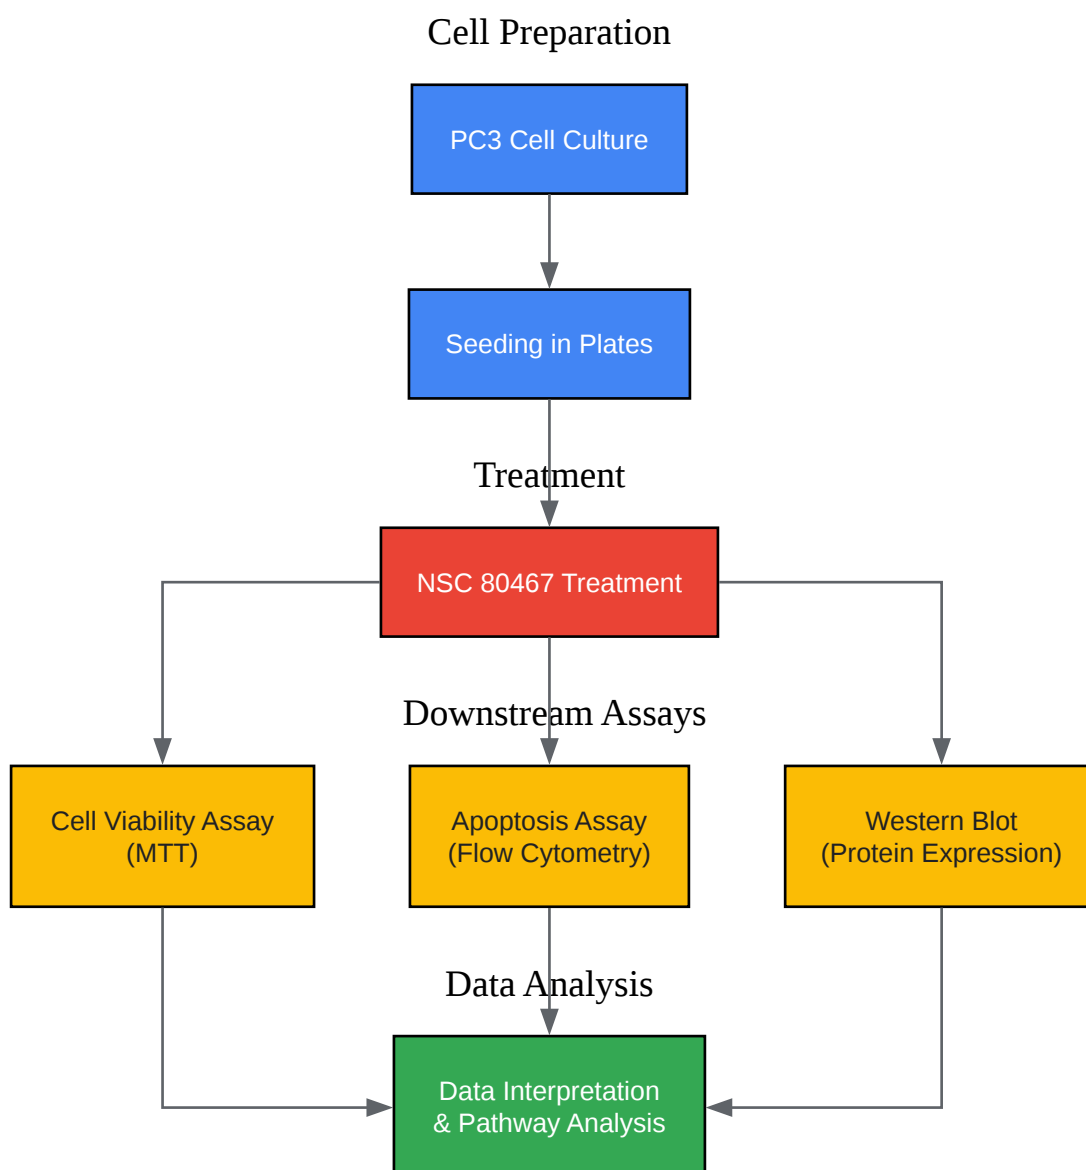 Cell Preparation
PC3 Cell Culture
Seeding in Plates
Treatment
NSC 80467 Treatment
Downstream Assays
Cell Viability Assay
(MTT)
Apoptosis Assay
(Flow Cytometry)
Western Blot
(Protein Expression)
Data Analysis
Data Interpretation
& Pathway Analysis